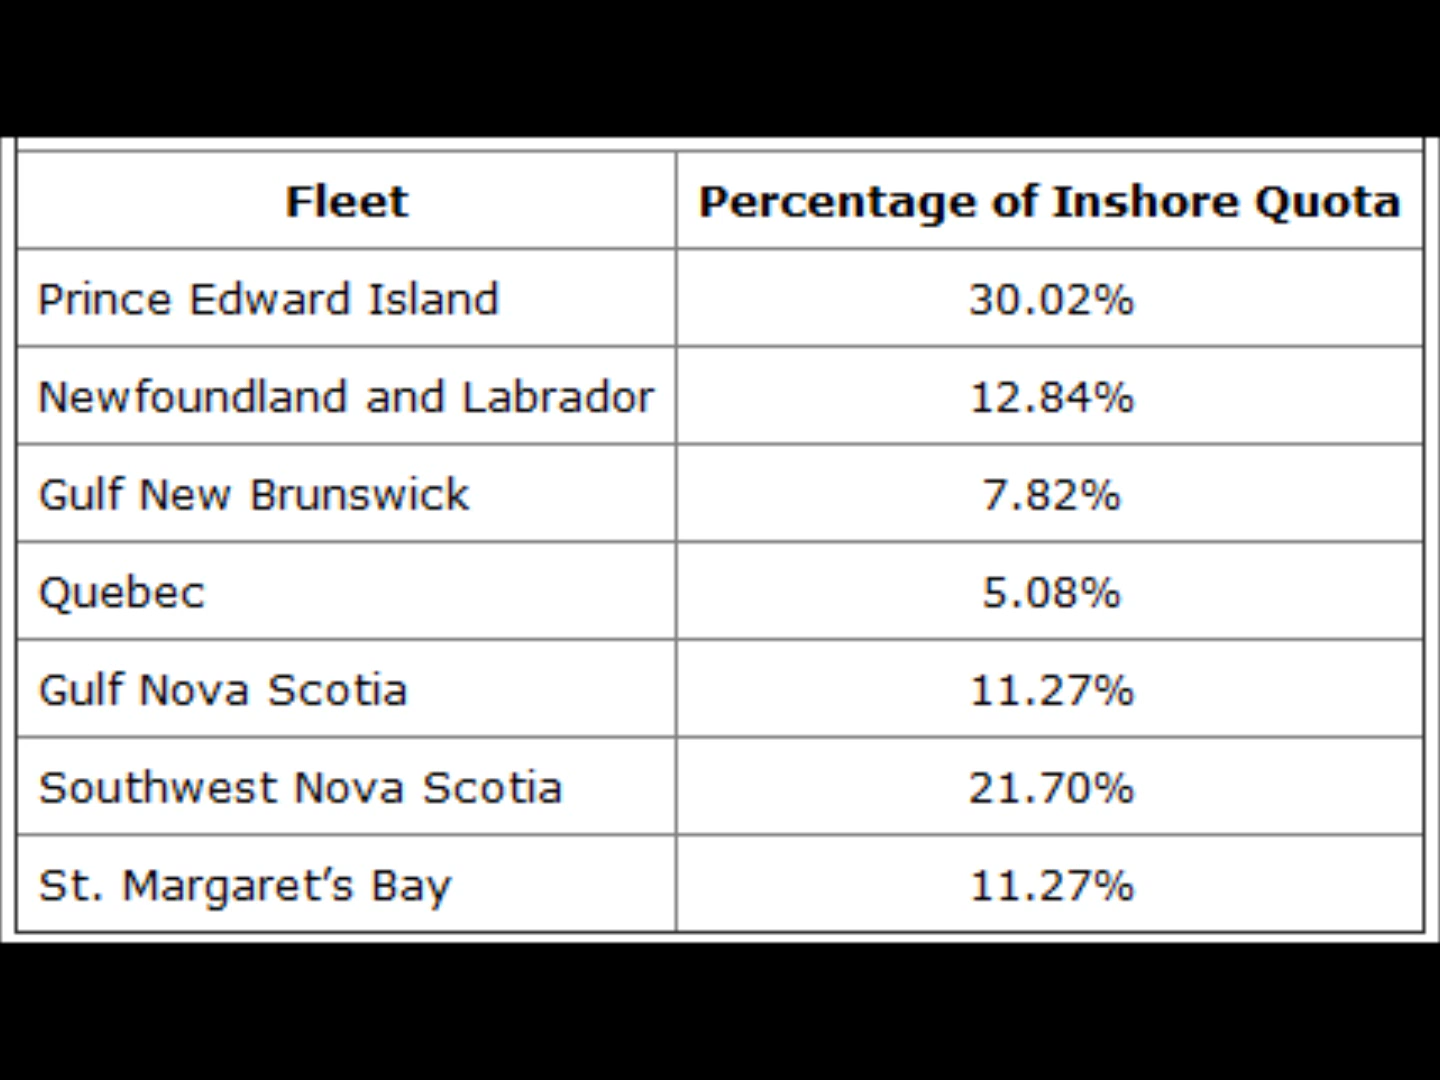 Fleet Percentage of Inshore Quota
Prince Edward Island 30.02%
Newfoundland and Labrador 12.84%
Gulf New Brunswick 7.82%
Quebec 5.08%
Gulf Nova Scotia 11.27%
Southwest Nova Scotia 21.70%
St. Margaret’s Bay 11.27%